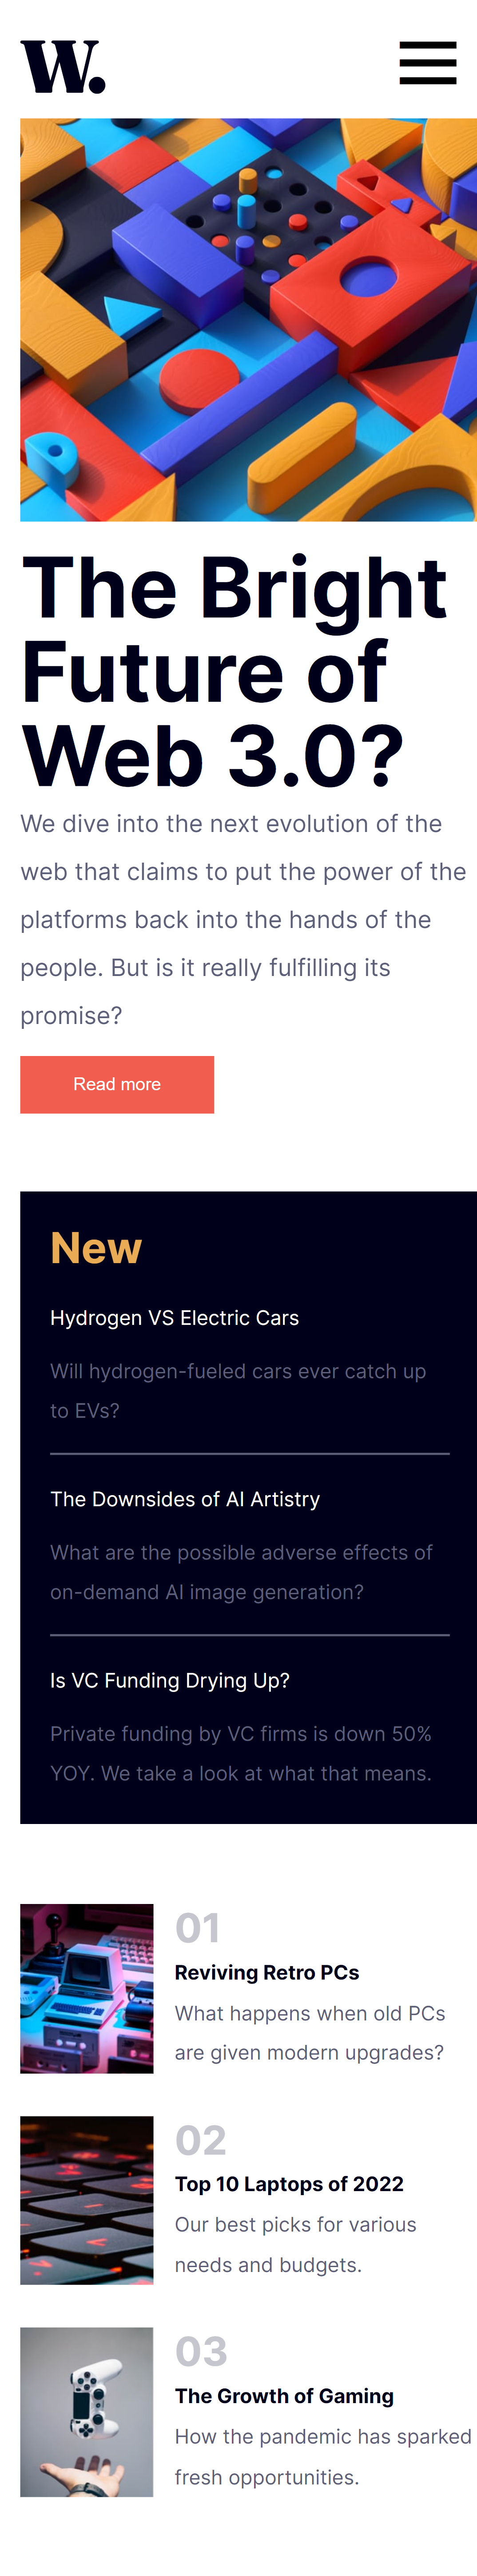 W.
The Bright
Future of
Web 3.0?
We dive into the next evolution of the
web that claims to put the power of the
platforms back into the hands of the
people. But is it really fulfilling its
promise?
Read more
New
Hydrogen VS Electric Cars
Will hydrogen-fueled cars ever catch up
to EVs?
The Downsides of AI Artistry
What are the possible adverse effects of
on-demand AI image generation?
Is VC Funding Drying Up?
Private funding by VC firms is down 50%
YOY. We take a look at what that means.
01
Reviving Retro PCs
What happens when old PCs
are given modern upgrades?
02
Top 10 Laptops of 2022
Our best picks for various
needs and budgets.
03
The Growth of Gaming
How the pandemic has sparked
fresh opportunities.